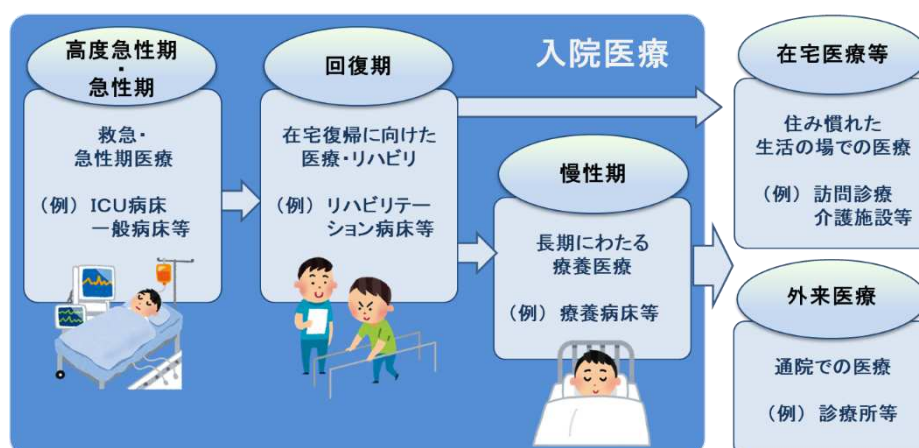 入院医療
高度急性期
・
急性期
救急・
急性期医療
(例) ICU病床
一般病床等
回復期
在宅復帰に向けた
医療・リハビリ
(例) リハビリテー
ション病床等
慢性期
長期にわたる
療養医療
(例) 療養病床等
在宅医療等
住み慣れた
生活の場での医療
(例) 訪問診療
介護施設等
外来医療
通院での医療
(例) 診療所等